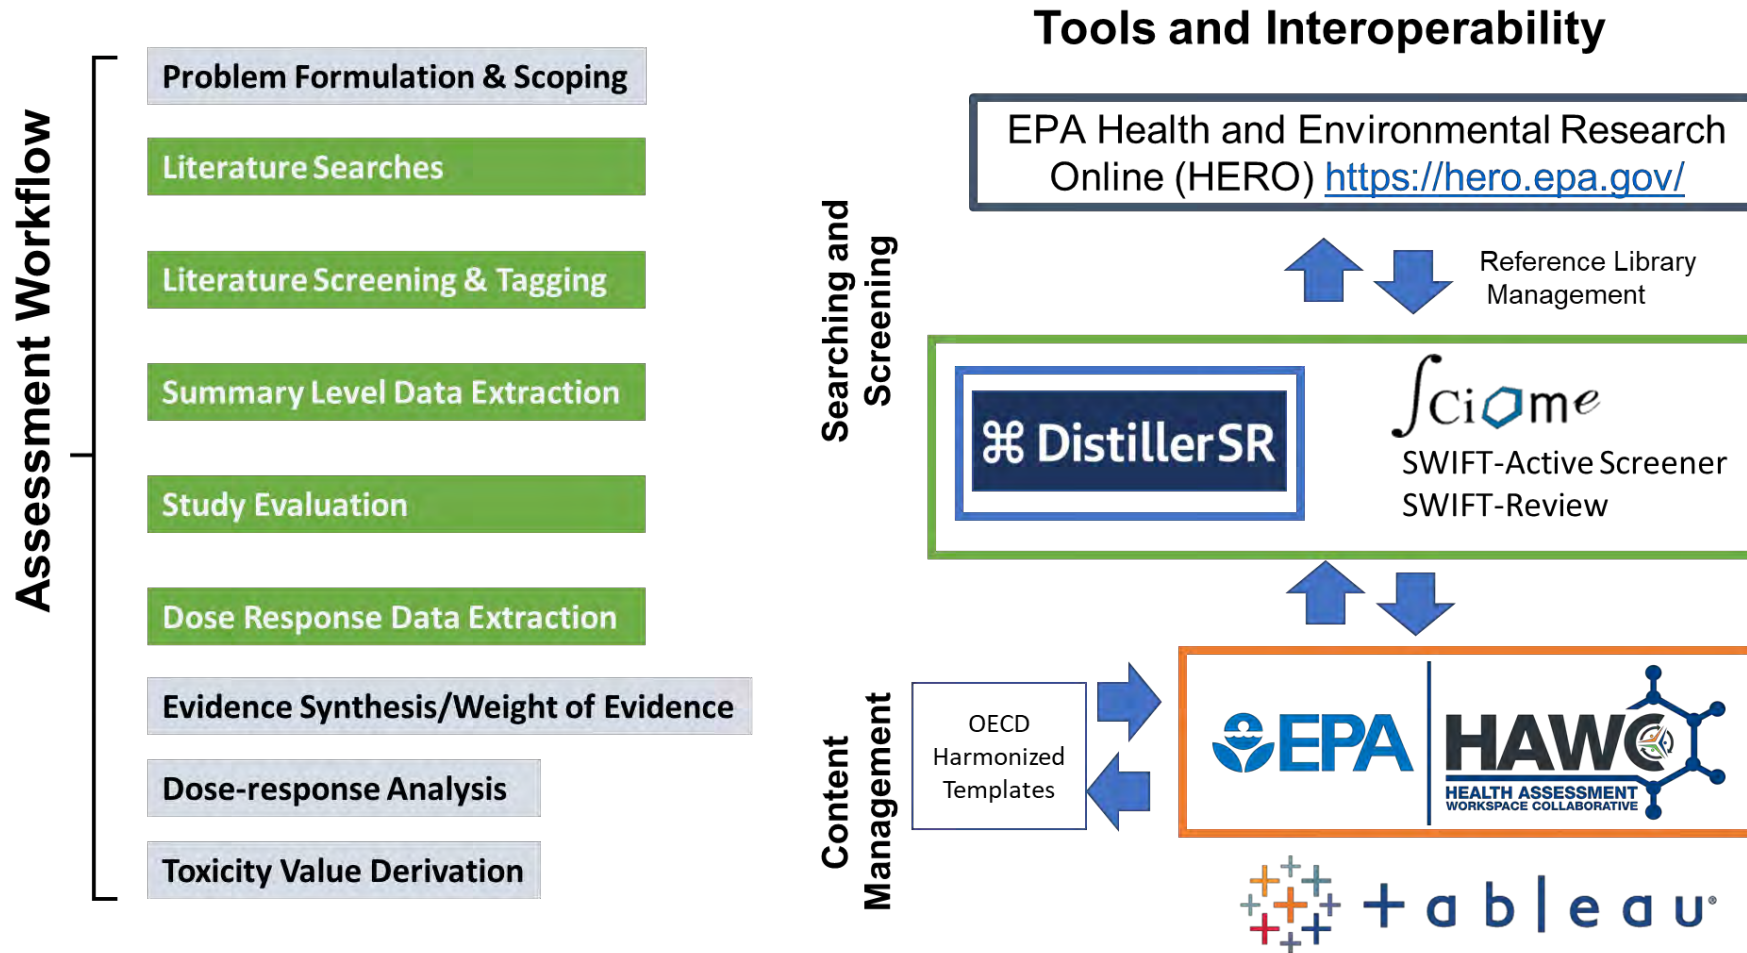 Assessment Workflow
Problem Formulation & Scoping
Literature Searches
Literature Screening & Tagging
Summary Level Data Extraction
Study Evaluation
Dose Response Data Extraction
Evidence Synthesis/Weight of Evidence
Dose-response Analysis
Toxicity Value Derivation
Tools and Interoperability
Searching and
Screening
EPA Health and Environmental Research
Online (HERO) https://hero.epa.gov/
Reference Library
Management
DistillerSR
Sciome
SWIFT-Active Screener
SWIFT-Review
Content
Management
OECD
Harmonized
Templates
EPA
HAWC
HEALTH ASSESSMENT
WORKSPACE COLLABORATIVE
+ableau®